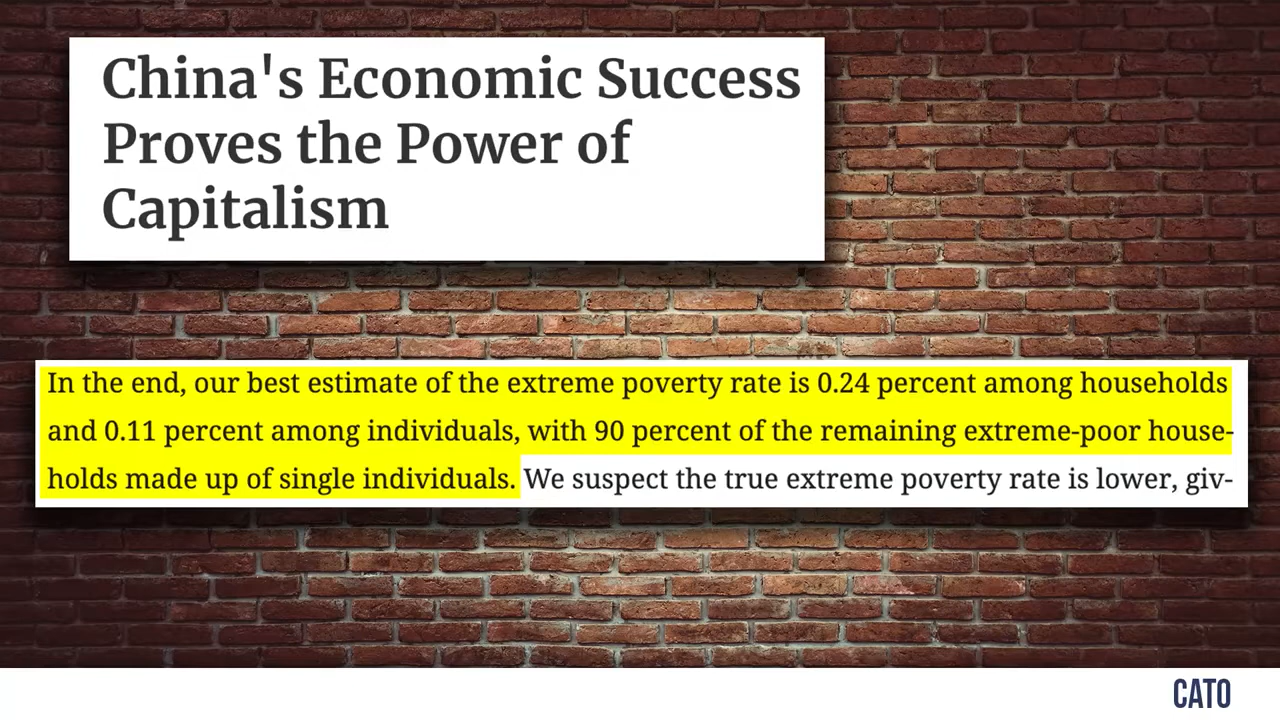 China's Economic Success
Proves the Power of
Capitalism
In the end, our best estimate of the extreme poverty rate is 0.24 percent among households
and 0.11 percent among individuals, with 90 percent of the remaining extreme-poor house-
holds made up of single individuals. We suspect the true extreme poverty rate is lower, giv-
CATO